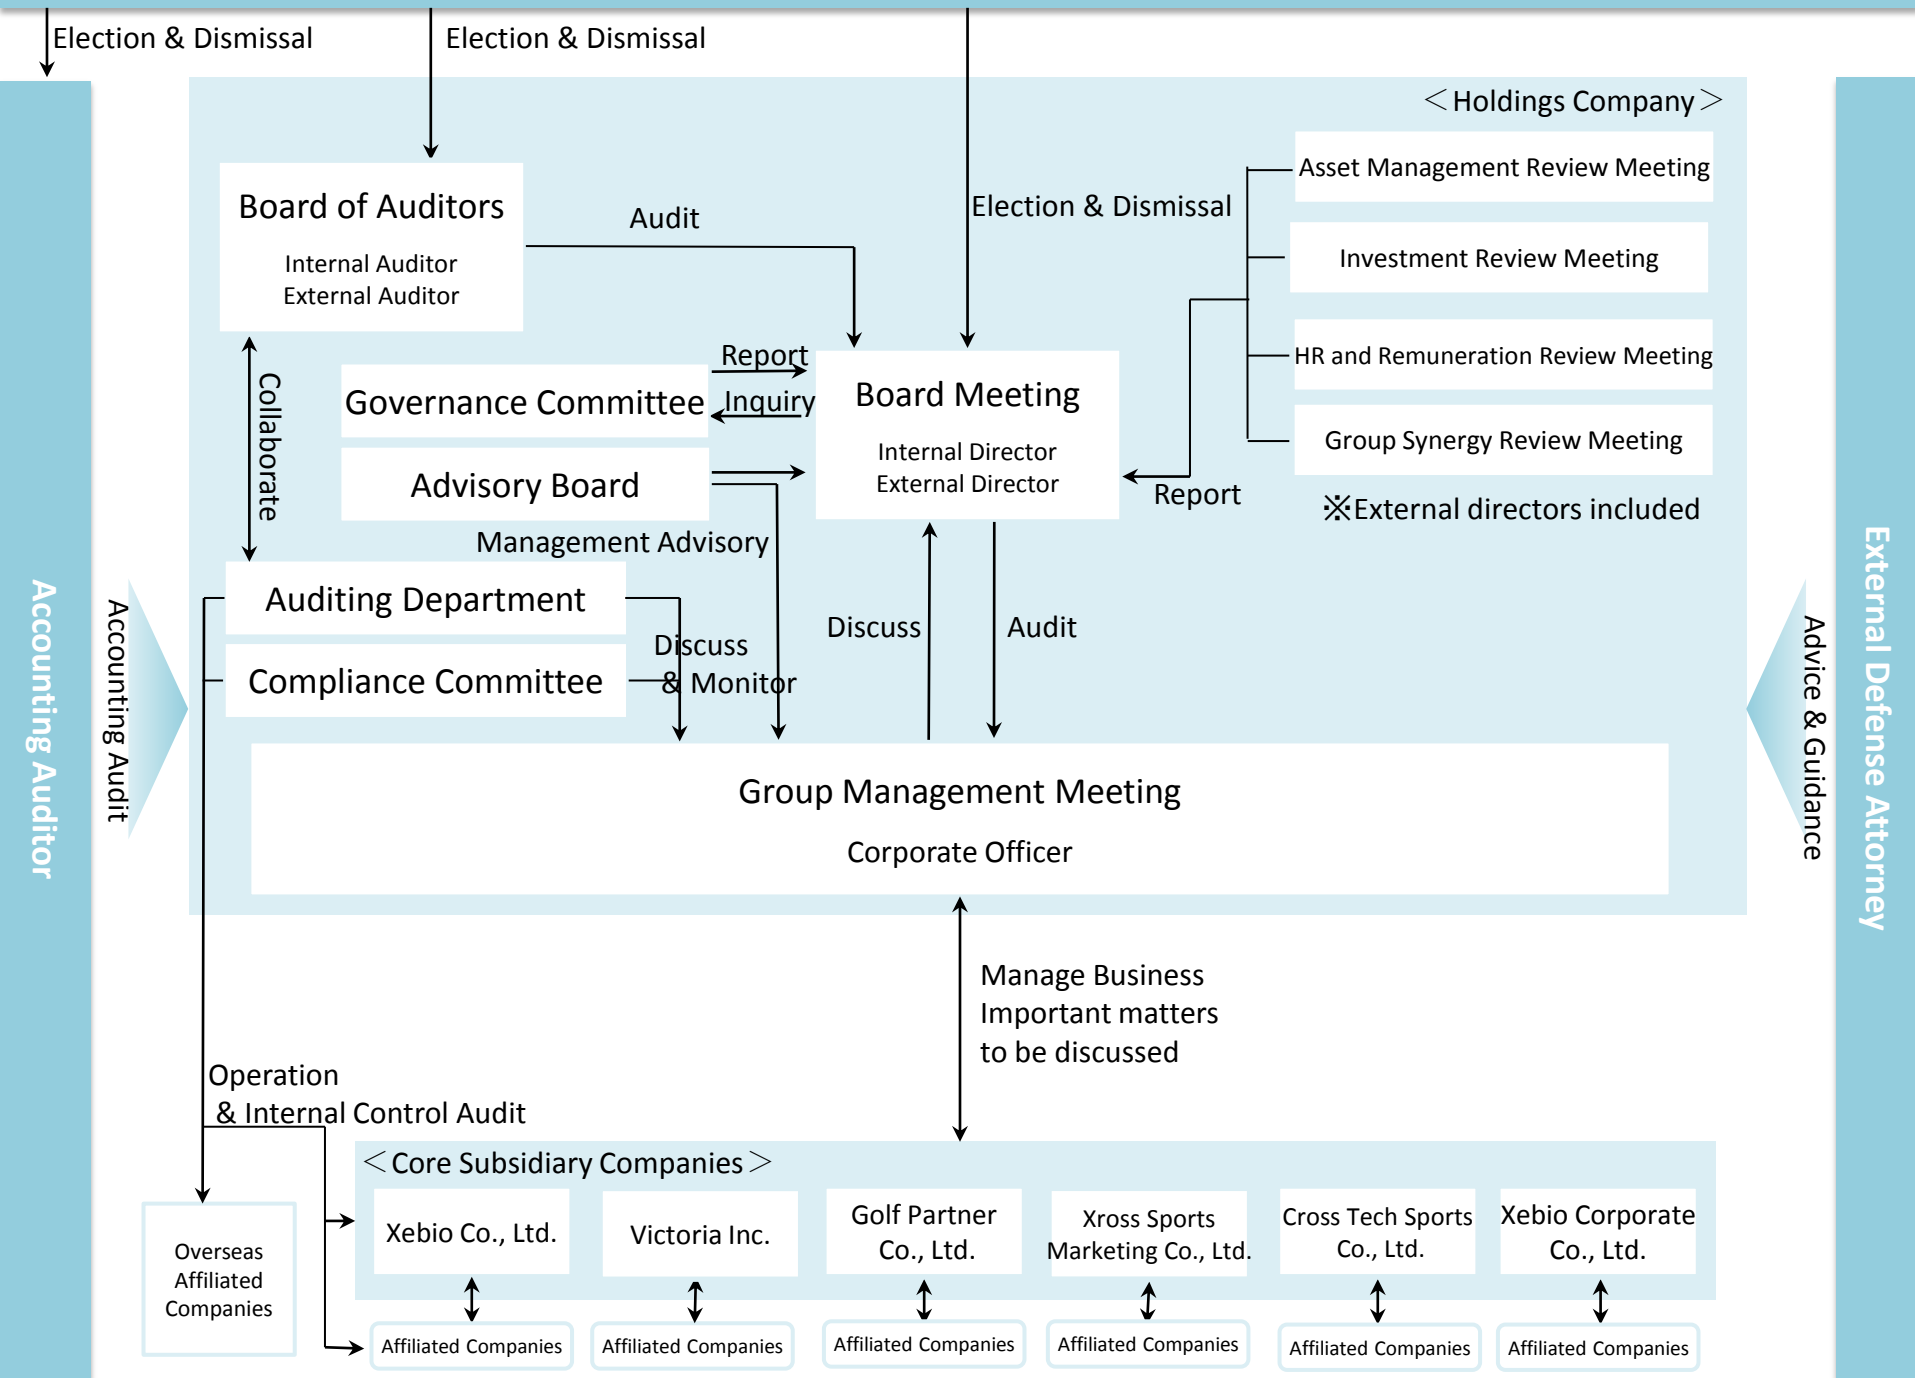 Election & Dismissal
Election & Dismissal
<Holdings Company>
Asset Management Review Meeting
Board of Auditors
Internal Auditor
External Auditor
Audit
Election & Dismissal
Investment Review Meeting
Report
HR and Remuneration Review Meeting
Governance Committee
Inquiry
Board Meeting
Internal Director
External Director
Collaborate
Group Synergy Review Meeting
Advisory Board
Report
※External directors included
Management Advisory
Auditing Department
Discuss
& Monitor
Discuss
Audit
Compliance Committee
Accounting Auditor
Accounting Audit
Advice & Guidance
External Defense Attorney
Group Management Meeting
Corporate Officer
Manage Business
Important matters
to be discussed
Operation
& Internal Control Audit
<Core Subsidiary Companies>
Xebio Co., Ltd.
Victoria Inc.
Golf Partner
Co., Ltd.
Xross Sports
Marketing Co., Ltd.
Cross Tech Sports
Co., Ltd.
Xebio Corporate
Co., Ltd.
Overseas
Affiliated
Companies
Affiliated Companies
Affiliated Companies
Affiliated Companies
Affiliated Companies
Affiliated Companies
Affiliated Companies